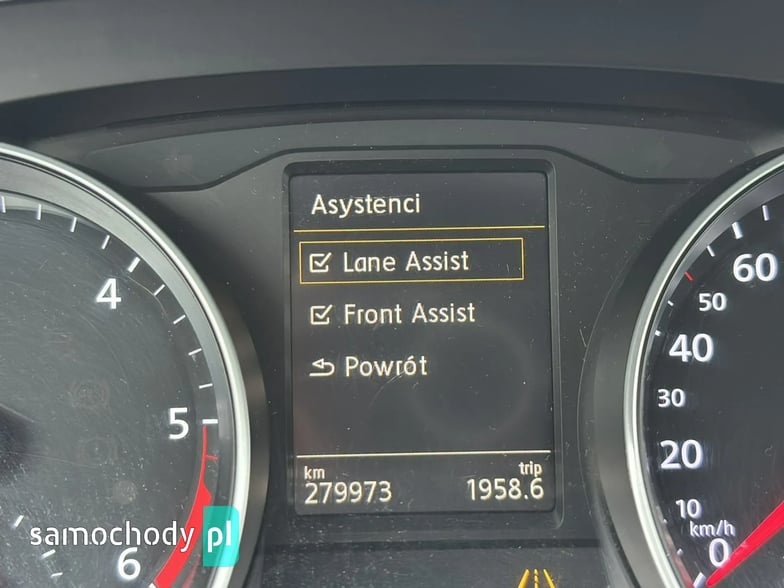 Asystenci
Lane Assist
Front Assist
Powrót
km
trip
279973
1958.6
4
5
6
60
50
40
30
20
10
km/h
0
samochody pl